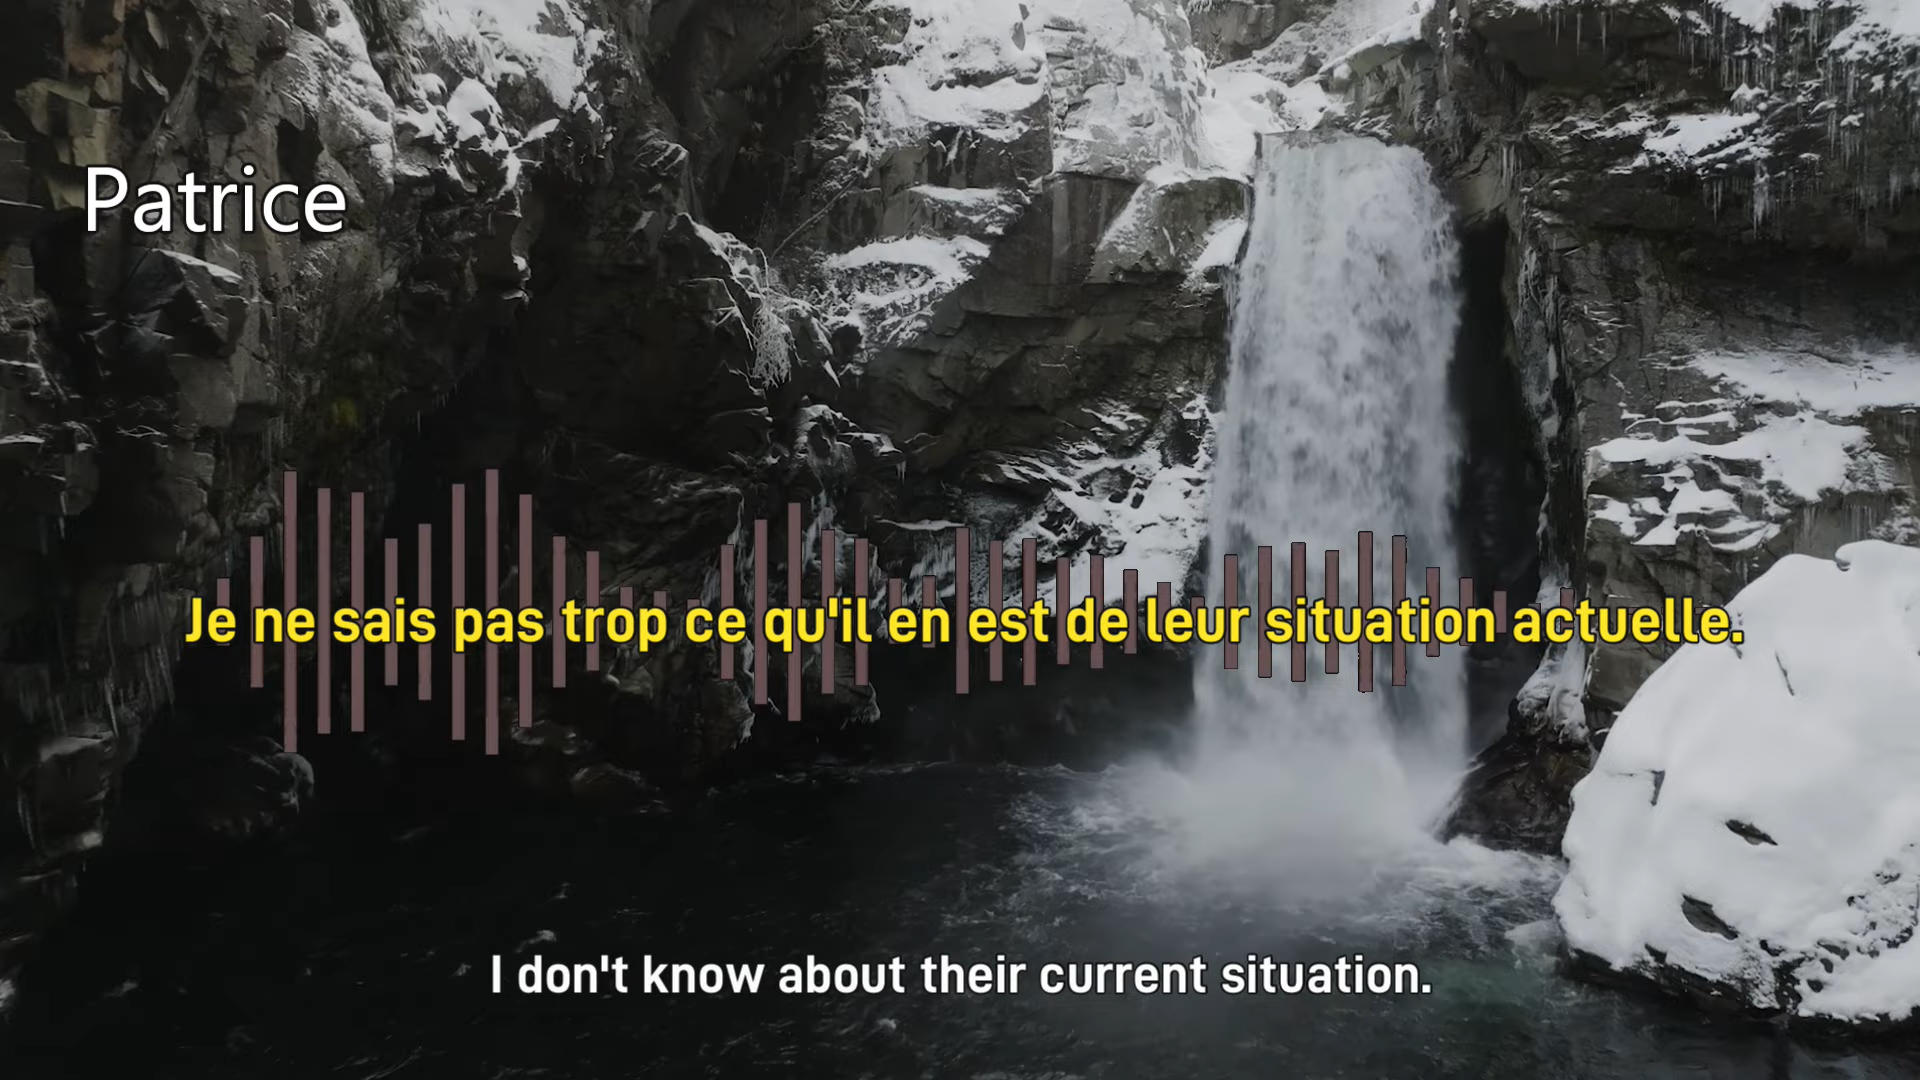 Patrice
Je ne sais pas trop ce qu'il en est de leur situation actuelle.
I don't know about their current situation.